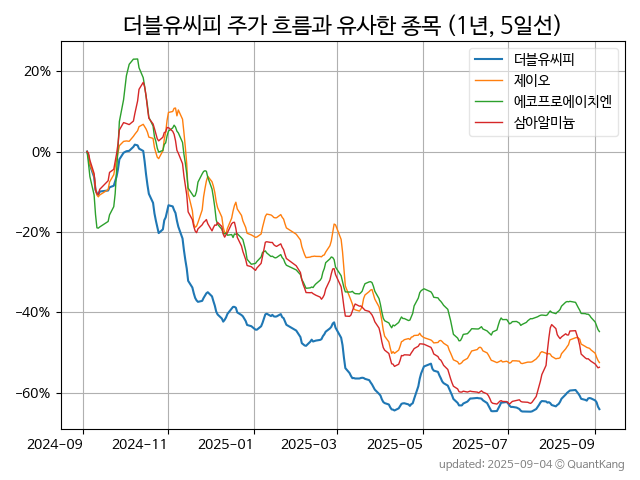 더블유씨피 주가 흐름과 유사한 종목 (1년, 5일선)
더블유씨피
제이오
에코프로에이치엔
삼아알미늄
20%
0%
−20%
−40%
−60%
2024-09 2024-11 2025-01 2025-03 2025-05 2025-07 2025-09
updated: 2025-09-04 © QuantKang